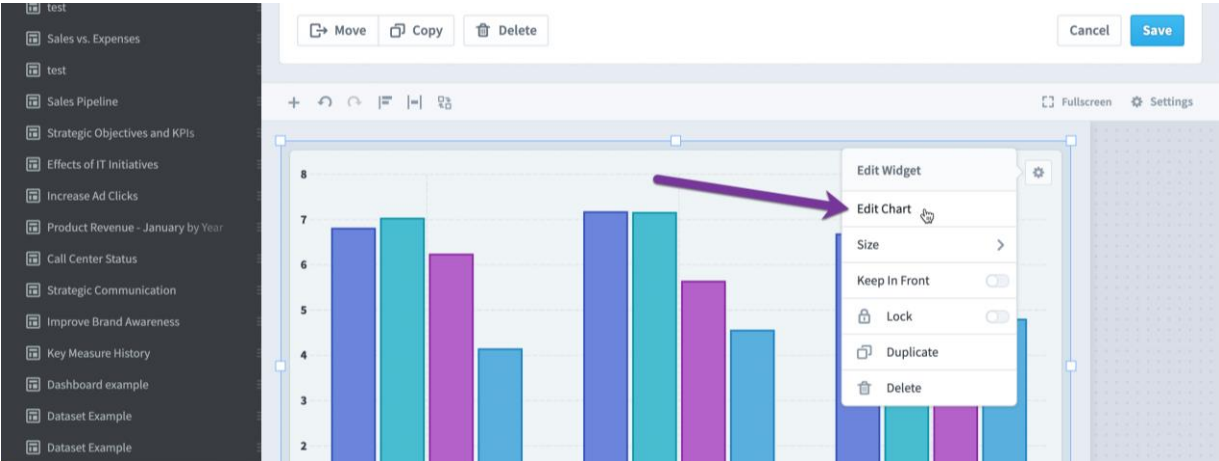 test
Sales vs. Expenses
test
Sales Pipeline
Strategic Objectives and KPIs
Effects of IT Initiatives
Increase Ad Clicks
Product Revenue - January by Year
Call Center Status
Strategic Communication
Improve Brand Awareness
Key Measure History
Dashboard example
Dataset Example
Dataset Example
Move Copy Delete
Cancel Save
Fullscreen Settings
8
7
6
5
4
3
2
Edit Widget
Edit Chart
Size
Keep In Front
Lock
Duplicate
Delete